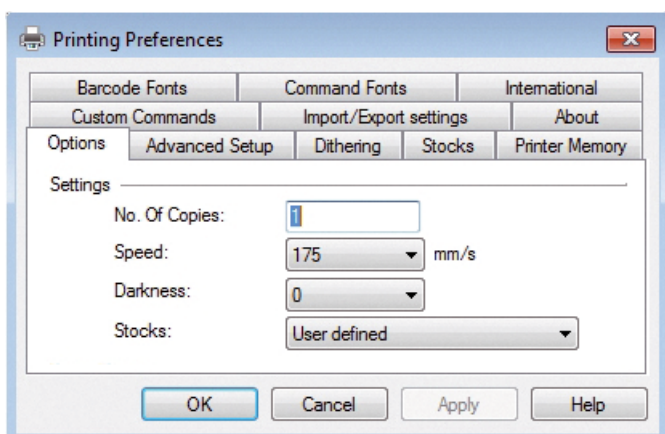 Printing Preferences
Barcode Fonts Command Fonts International
Custom Commands Import/Export settings About
Options Advanced Setup Dithering Stocks Printer Memory
Settings
No. Of Copies: 1
Speed: 175 mm/s
Darkness: 0
Stocks: User defined
OK Cancel Apply Help